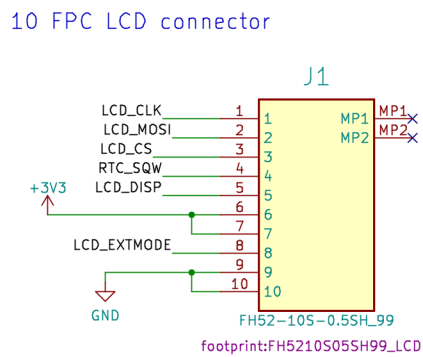 10 FPC LCD connector
J1
LCD_CLK 1 1 MP1 MP1
LCD_MOSI 2 2 MP2 MP2
LCD_CS 3 3
RTC_SQW 4 4
LCD_DISP 5 5
+3V3 6 6
7 7
LCD_EXTMODE 8 8
9 9
10 10
GND
FH52-10S-0.5SH_99
footprint:FH5210S05SH99_LCD